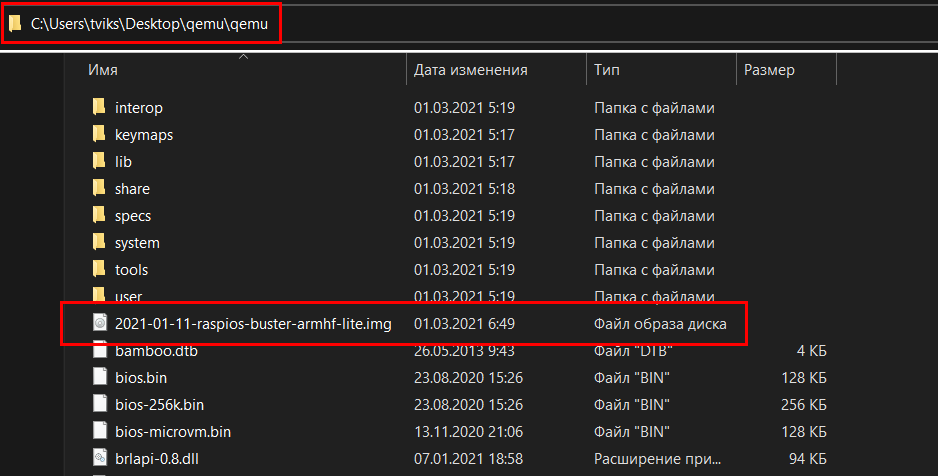 C:\Users\tviks\Desktop\qemu\qemu
Имя Дата изменения Тип Размер
interop 01.03.2021 5:19 Папка с файлами
keymaps 01.03.2021 5:17 Папка с файлами
lib 01.03.2021 5:17 Папка с файлами
share 01.03.2021 5:18 Папка с файлами
specs 01.03.2021 5:19 Папка с файлами
system 01.03.2021 5:19 Папка с файлами
tools 01.03.2021 5:19 Папка с файлами
user 01.03.2021 5:19 Папка с файлами
2021-01-11-raspios-buster-armhf-lite.img 01.03.2021 6:49 Файл образа диска
bamboo.dtb 26.05.2013 9:43 Файл "DTB" 4 КБ
bios.bin 23.08.2020 15:26 Файл "BIN" 128 КБ
bios-256k.bin 23.08.2020 15:26 Файл "BIN" 256 КБ
bios-microvm.bin 13.11.2020 21:06 Файл "BIN" 128 КБ
brlapi-0.8.dll 07.01.2021 18:58 Расширение при... 94 КБ